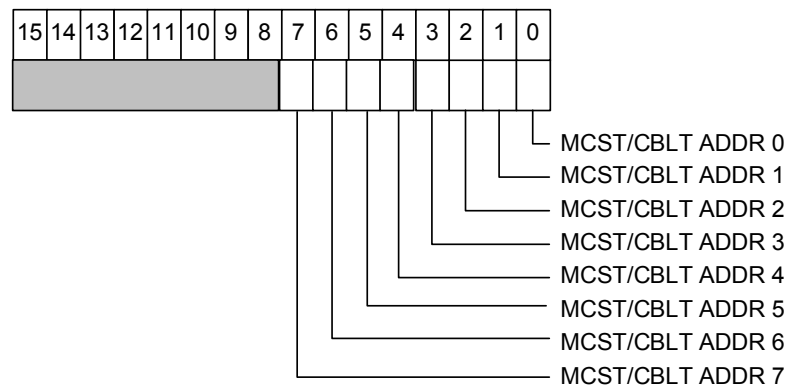 15 14 13 12 11 10 9 8 7 6 5 4 3 2 1 0
MCST/CBLT ADDR 0
MCST/CBLT ADDR 1
MCST/CBLT ADDR 2
MCST/CBLT ADDR 3
MCST/CBLT ADDR 4
MCST/CBLT ADDR 5
MCST/CBLT ADDR 6
MCST/CBLT ADDR 7